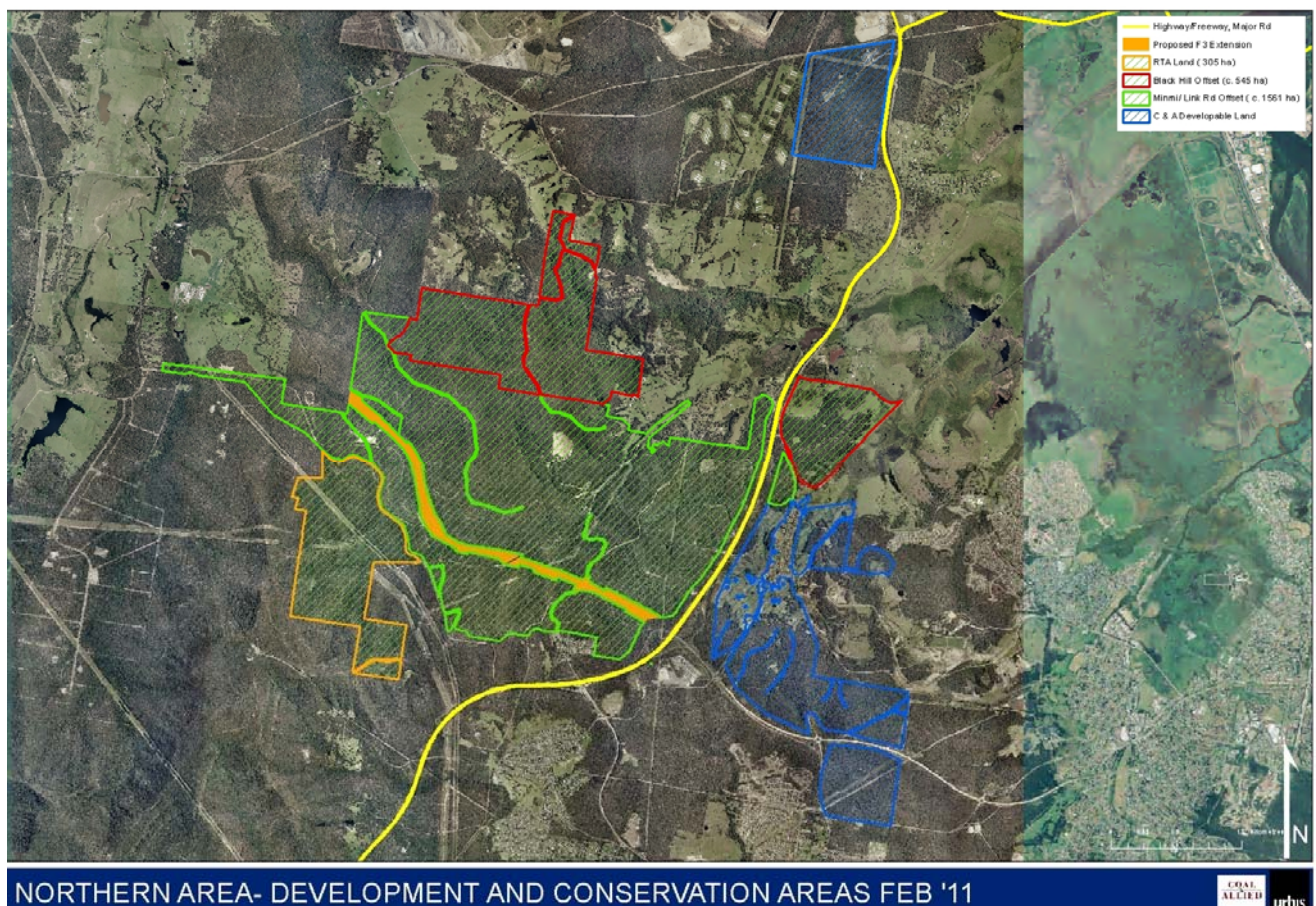 Highway/Freeway, Major Rd
Proposed F3 Extension
RTA Land ( 305 ha)
Black Hill Offset (c. 545 ha)
Minmi/ Link Rd Offset ( c. 1561 ha)
C & A Developable Land
N
NORTHERN AREA- DEVELOPMENT AND CONSERVATION AREAS FEB '11
COAL
& ALLIED
urbis